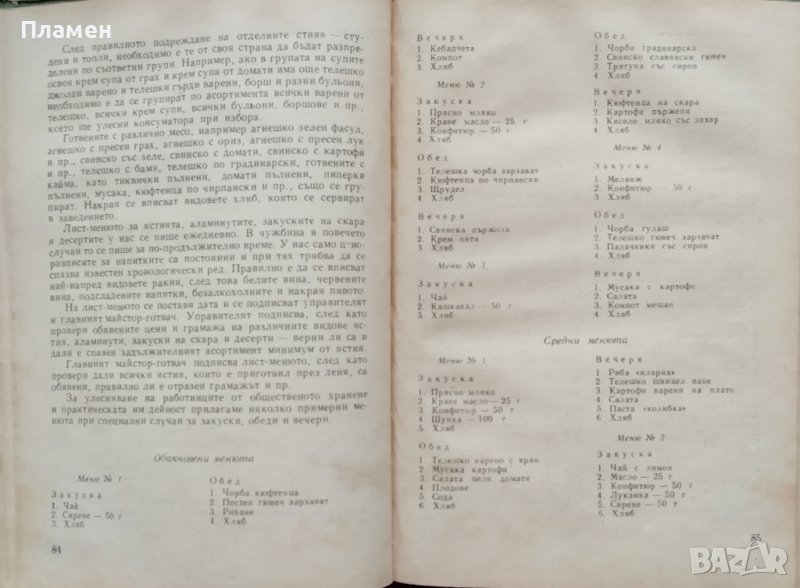 Пламен
След правилното подреждане на отделните стия — сту-
дени и топли, необходимо е те от своя страна да бъдат разпре-
делени по съответни групи. Например, ако в групата на супите
освен крем супа от грах и крем супа от домати има още телешко
джолан варено и телешки гърди варени, борш и разни бульони,
необходимо е да се групират по асортимента всички варени от
телешко, всички крем супи, всички бульони, боршове и пр.,
което ще улесни консуматора при избора.
Готвените с различно месо, например агнешко зелен фасул,
агнешко с пресен грах, агнешко с ориз, агнешко с пресен лук
и пр., свинско със зеле, свинско с домати, свинско с картофи
и пр., телешко с бамя, телешко по градинарски, готвените с
кайма, като тиквички пълнени, домати пълнени, пиперки
пълнени, мусака, кюфтенца по чирпански и пр., също се гру-
пират. Накрая се вписват видовете хляб, които се сервират
в заведението.
Лист-менюто за ястията, аламинутите, закуските на скара
и десертите у нас се пише ежедневно. В чужбина в повечето
случаи то се пише за по-продължително време. У нас само
разписите за напитките са постоянни и при тях трябва да се
спазва известен хронологически ред. Правилно е да се вписват
най-напред видовете ракии, след това белите вина, червените
вина, подсладените напитки, безалкохолните и накрая пивото.
На лист-менюто се поставя дата и се подписват управителят
и главният майстор-готвач. Управителят подписва, след като
провери обявените цени и грамажа на различните видове яс-
тия, аламинути, закуски на скара и десерти — верни ли са и
дали е спазен задължителният асортимент минимум от ястия.
Главният майстор-готвач подписва лист-менюто, след като
провери дали всички ястия, които е приготвил през деня, са
обявени, правилно ли е отразен грамажът и пр.
За улесняване на работниците от общественото хранене
в практическата им дейност прилагаме няколко примерни ме-
нюта при специални случаи за закуски, обеди и вечери.
Обикновени менюта
Меню № 1
Закуска
1. Чай
2. Сирене — 50 г
3. Хляб
Обед
1. Чорба кюфтенца
2. Постен гювеч зарзават
3. Риване
4. Хляб
84
Вечеря
1. Кебапчета
2. Компот
3. Хляб
Меню № 2
Закуска
1. Прясно мляко
2. Краве масло — 25 г
3. Конфитюр — 50 г
4. Хляб
Обед
1. Телешка чорба зарзават
2. Кюфтенца по чирпански
3. Щрудел
4. Хляб
Вечеря
1. Свинска пържола
2. Крем пита
3. Хляб
Меню № 3
Закуска
1. Чай
2. Кашкавал — 50 г
3. Хляб
Обед
1. Чорба градинарска
2. Свинско славянски гювеч
3. Тригуна със сироп
4. Хляб
Вечеря
1. Кюфтенца на скара
2. Картофи пържени
3. Кисело мляко със захар
4. Хляб
Меню № 4
Закуска
1. Меланж
2. Конфитюр — 50 г
3. Хляб
Обед
1. Чорба гулаш
2. Телешко гювеч зарзават
3. Палачинки със сироп
4. Хляб
Вечеря
1. Мусака с картофи
2. Салата
3. Компот мешан
4. Хляб
Средни менюта
Меню № 1
Закуска
1. Прясно мляко
2. Краве масло — 25 г
3. Конфитюр — 50 г
4. Шунка — 100 г
5. Хляб
Обед
1. Телешко варено с хрян
2. Мусака картофи
3. Салата цели домати
4. Плодове
5. Сода
6. Хляб
Вечеря
1. Риба «пларин»
2. Телешко шницел пане
3. Картофи варени на плато
4. Салата
5. Паста «колибка»
6. Хляб
Меню № 2
Закуска
1. Чай с лимон
2. Масло — 25 г
3. Конфитюр — 50 г
4. Луканка — 50 г
5. Сирене — 50 г
6. Хляб
85
BAZAR